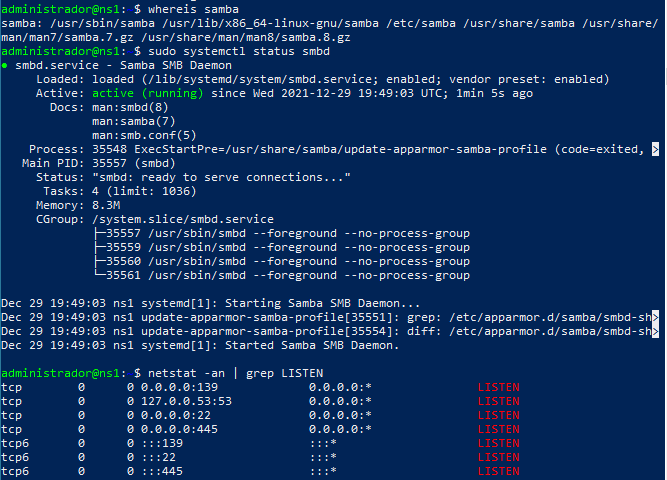 administrador@ns1: $ whereis samba
samba: /usr/sbin/samba /usr/lib/x86_64-linux-gnu/samba /etc/samba /usr/share/samba /usr/share/
man/man7/samba.7.gz /usr/share/man/man8/samba.8.gz
administrador@ns1: $ sudo systemctl status smbd
● smbd.service - Samba SMB Daemon
Loaded: loaded (/lib/systemd/system/smbd.service; enabled; vendor preset: enabled)
Active: active (running) since Wed 2021-12-29 19:49:03 UTC; 1min 5s ago
Docs: man:smbd(8)
man:samba(7)
man:smb.conf(5)
Process: 35548 ExecStartPre=/usr/share/samba/update-apparmor-samba-profile (code=exited, >
Main PID: 35557 (smbd)
Status: "smbd: ready to serve connections..."
Tasks: 4 (limit: 1036)
Memory: 8.3M
CGroup: /system.slice/smbd.service
├─35557 /usr/sbin/smbd --foreground --no-process-group
├─35559 /usr/sbin/smbd --foreground --no-process-group
├─35560 /usr/sbin/smbd --foreground --no-process-group
└─35561 /usr/sbin/smbd --foreground --no-process-group
Dec 29 19:49:03 ns1 systemd[1]: Starting Samba SMB Daemon...
Dec 29 19:49:03 ns1 update-apparmor-samba-profile[35551]: grep: /etc/apparmor.d/samba/smbd-sh>
Dec 29 19:49:03 ns1 update-apparmor-samba-profile[35554]: diff: /etc/apparmor.d/samba/smbd-sh>
Dec 29 19:49:03 ns1 systemd[1]: Started Samba SMB Daemon.
administrador@ns1: $ netstat -an | grep LISTEN
tcp 0 0 0.0.0.0:139 0.0.0.0:* LISTEN
tcp 0 0 127.0.0.53:53 0.0.0.0:* LISTEN
tcp 0 0 0.0.0.0:22 0.0.0.0:* LISTEN
tcp 0 0 0.0.0.0:445 0.0.0.0:* LISTEN
tcp6 0 0 :::139 :::* LISTEN
tcp6 0 0 :::22 :::* LISTEN
tcp6 0 0 :::445 :::* LISTEN